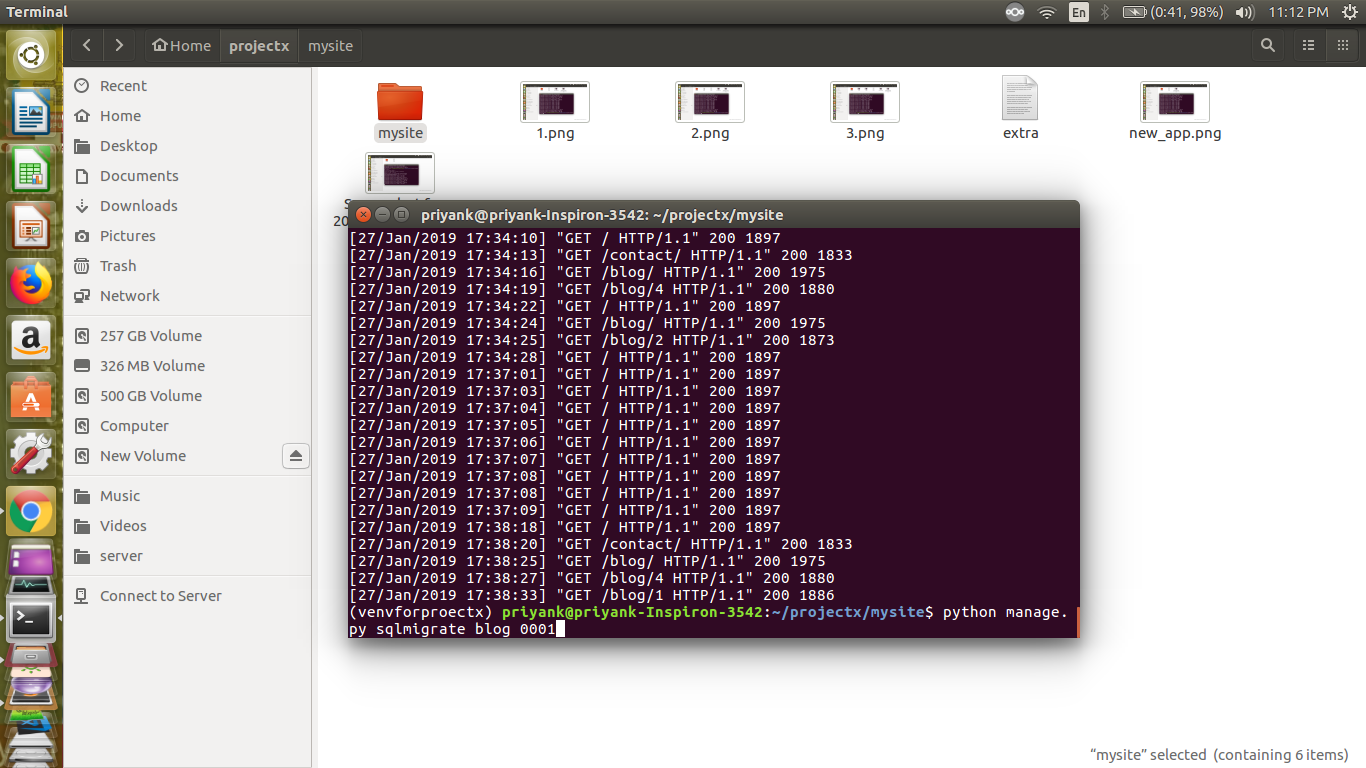 Terminal
En
(0:41, 98%)
11:12 PM
Home
projectx
mysite
Recent
Home
Desktop
Documents
Downloads
Pictures
Trash
Network
257 GB Volume
326 MB Volume
500 GB Volume
Computer
New Volume
Music
Videos
server
Connect to Server
mysite
1.png
2.png
3.png
extra
new_app.png
priyank@priyank-Inspiron-3542: ~/projectx/mysite
[27/Jan/2019 17:34:10] "GET / HTTP/1.1" 200 1897
[27/Jan/2019 17:34:13] "GET /contact/ HTTP/1.1" 200 1833
[27/Jan/2019 17:34:16] "GET /blog/ HTTP/1.1" 200 1975
[27/Jan/2019 17:34:19] "GET /blog/4 HTTP/1.1" 200 1880
[27/Jan/2019 17:34:22] "GET / HTTP/1.1" 200 1897
[27/Jan/2019 17:34:24] "GET /blog/ HTTP/1.1" 200 1975
[27/Jan/2019 17:34:25] "GET /blog/2 HTTP/1.1" 200 1873
[27/Jan/2019 17:34:28] "GET / HTTP/1.1" 200 1897
[27/Jan/2019 17:37:01] "GET / HTTP/1.1" 200 1897
[27/Jan/2019 17:37:03] "GET / HTTP/1.1" 200 1897
[27/Jan/2019 17:37:04] "GET / HTTP/1.1" 200 1897
[27/Jan/2019 17:37:05] "GET / HTTP/1.1" 200 1897
[27/Jan/2019 17:37:06] "GET / HTTP/1.1" 200 1897
[27/Jan/2019 17:37:07] "GET / HTTP/1.1" 200 1897
[27/Jan/2019 17:37:08] "GET / HTTP/1.1" 200 1897
[27/Jan/2019 17:37:08] "GET / HTTP/1.1" 200 1897
[27/Jan/2019 17:37:09] "GET / HTTP/1.1" 200 1897
[27/Jan/2019 17:38:18] "GET / HTTP/1.1" 200 1897
[27/Jan/2019 17:38:20] "GET /contact/ HTTP/1.1" 200 1833
[27/Jan/2019 17:38:25] "GET /blog/ HTTP/1.1" 200 1975
[27/Jan/2019 17:38:27] "GET /blog/4 HTTP/1.1" 200 1880
[27/Jan/2019 17:38:33] "GET /blog/1 HTTP/1.1" 200 1886
(venvforproectx) priyank@priyank-Inspiron-3542:~/projectx/mysite$ python manage.
py sqlmigrate blog 0001
“mysite” selected (containing 6 items)